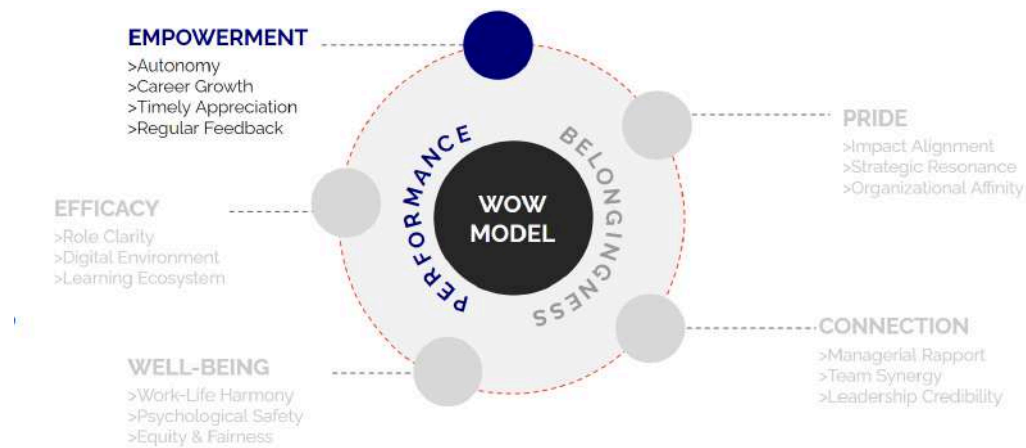 EMPOWERMENT
>Autonomy
>Career Growth
>Timely Appreciation
>Regular Feedback
PRIDE
>Impact Alignment
>Strategic Resonance
>Organizational Affinity
EFFICACY
>Role Clarity
>Digital Environment
>Learning Ecosystem
PERFORMANCE
WOW
MODEL
BELONGINGNESS
CONNECTION
>Managerial Rapport
>Team Synergy
>Leadership Credibility
WELL-BEING
>Work-Life Harmony
>Psychological Safety
>Equity & Fairness